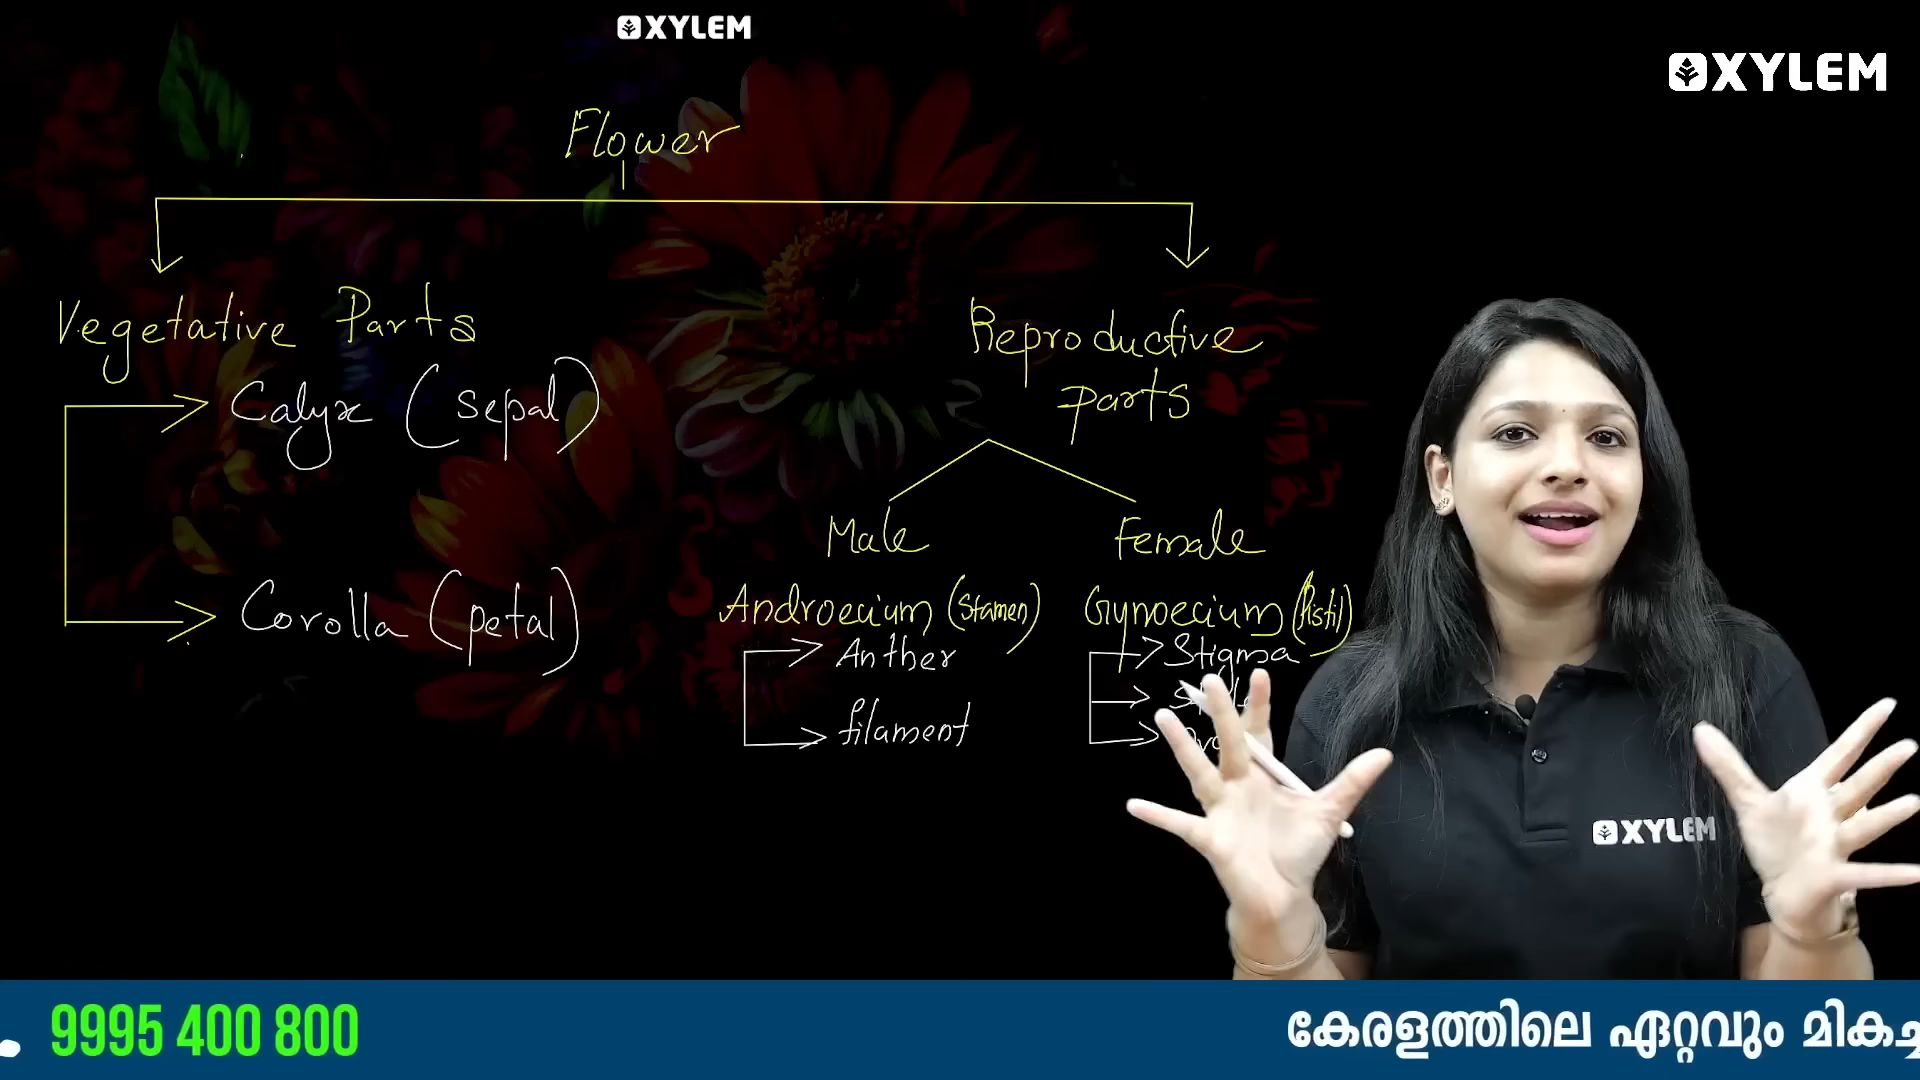 XYLEM
XYLEM
Flower
Vegetative Parts
Calyx (sepal)
Corolla (petal)
Reproductive
parts
Male
Female
Androecium (Stamen)
Gynoecium (Pistil)
Anther
filament
Stigma
XYLEM
9995 400 800
കേരളത്തിലെ ഏറ്റവും